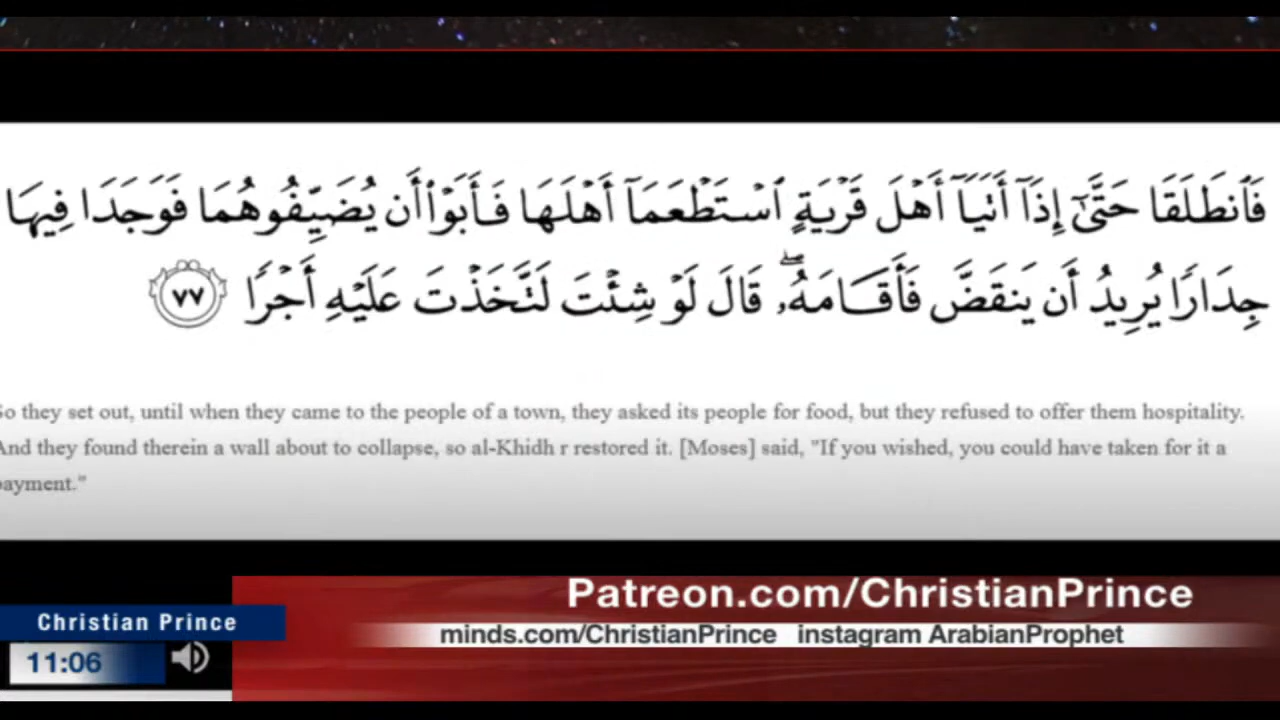 فَٱنطَلَقَا حَتَّىٰٓ إِذَآ أَتَيَآ أَهْلَ قَرْيَةٍ ٱسْتَطْعَمَآ أَهْلَهَا فَأَبَوْا۟ أَن يُضَيِّفُوهُمَا فَوَجَدَا فِيهَا
جِدَارًا يُرِيدُ أَن يَنقَضَّ فَأَقَامَهُۥ ۖ قَالَ لَوْ شِئْتَ لَتَّخَذْتَ عَلَيْهِ أَجْرًا ٧٧
So they set out, until when they came to the people of a town, they asked its people for food, but they refused to offer them hospitality.
And they found therein a wall about to collapse, so al-Khidh r restored it. [Moses] said, "If you wished, you could have taken for it a
payment."
Patreon.com/ChristianPrince
Christian Prince
minds.com/ChristianPrince instagram ArabianProphet
11:06